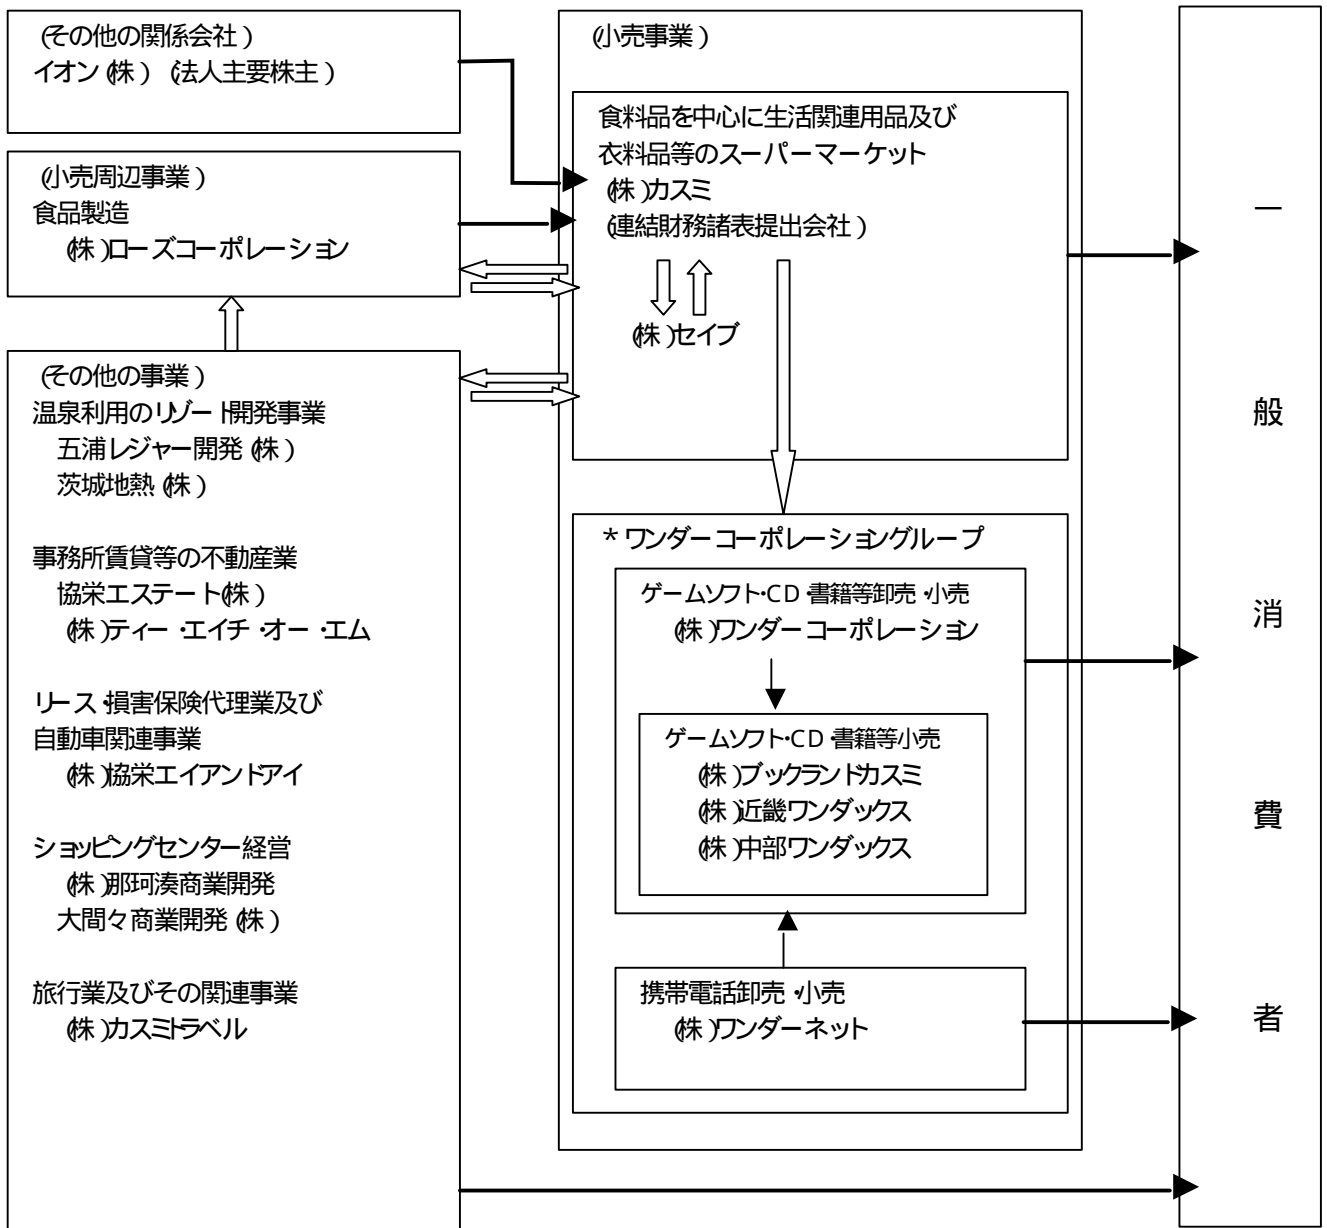 (その他の関係会社)
イオン(株) (法人主要株主)
(小売周辺事業)
食品製造
(株)ローズコーポレーション
(その他の事業)
温泉利用のリゾート開発事業
五浦レジャー開発(株)
茨城地熱(株)
事務所賃貸等の不動産業
協栄エステート(株)
(株)ティー・エイチ・オー・エム
リース・損害保険代理業及び
自動車関連事業
(株)協栄エイアンドアイ
ショッピングセンター経営
(株)那珂湊商業開発
大間々商業開発(株)
旅行業及びその関連事業
(株)カスミトラベル
(小売事業)
食料品を中心に生活関連用品及び
衣料品等のスーパーマーケット
(株)カスミ
(連結財務諸表提出会社)
(株)セイブ
*ワンダーコーポレーショングループ
ゲームソフト・CD・書籍等卸売・小売
(株)ワンダーコーポレーション
ゲームソフト・CD・書籍等小売
(株)ブックランドカスミ
(株)近畿ワンダックス
(株)中部ワンダックス
携帯電話卸売・小売
(株)ワンダーネット
一般消費者